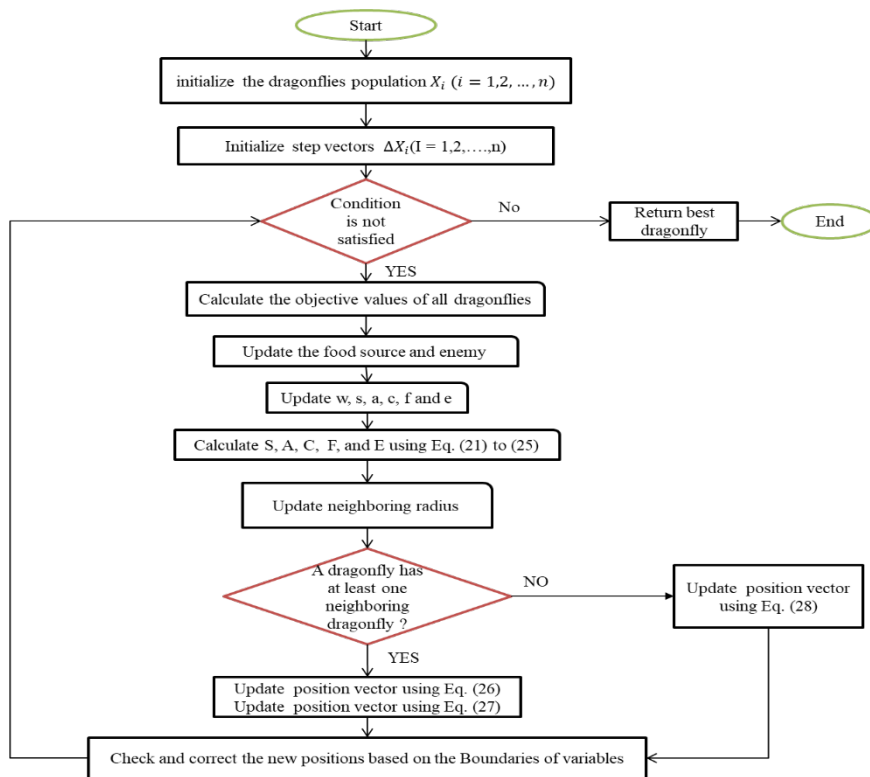 Start
initialize the dragonflies population X_i (i = 1,2, ..., n)
Initialize step vectors ΔX_i(I = 1,2,....,n)
Condition
is not
satisfied
No
Return best
dragonfly
End
YES
Calculate the objective values of all dragonflies
Update the food source and enemy
Update w, s, a, c, f and e
Calculate S, A, C, F, and E using Eq. (21) to (25)
Update neighboring radius
A dragonfly has
at least one
neighboring
dragonfly ?
NO
Update position vector
using Eq. (28)
YES
Update position vector using Eq. (26)
Update position vector using Eq. (27)
Check and correct the new positions based on the Boundaries of variables